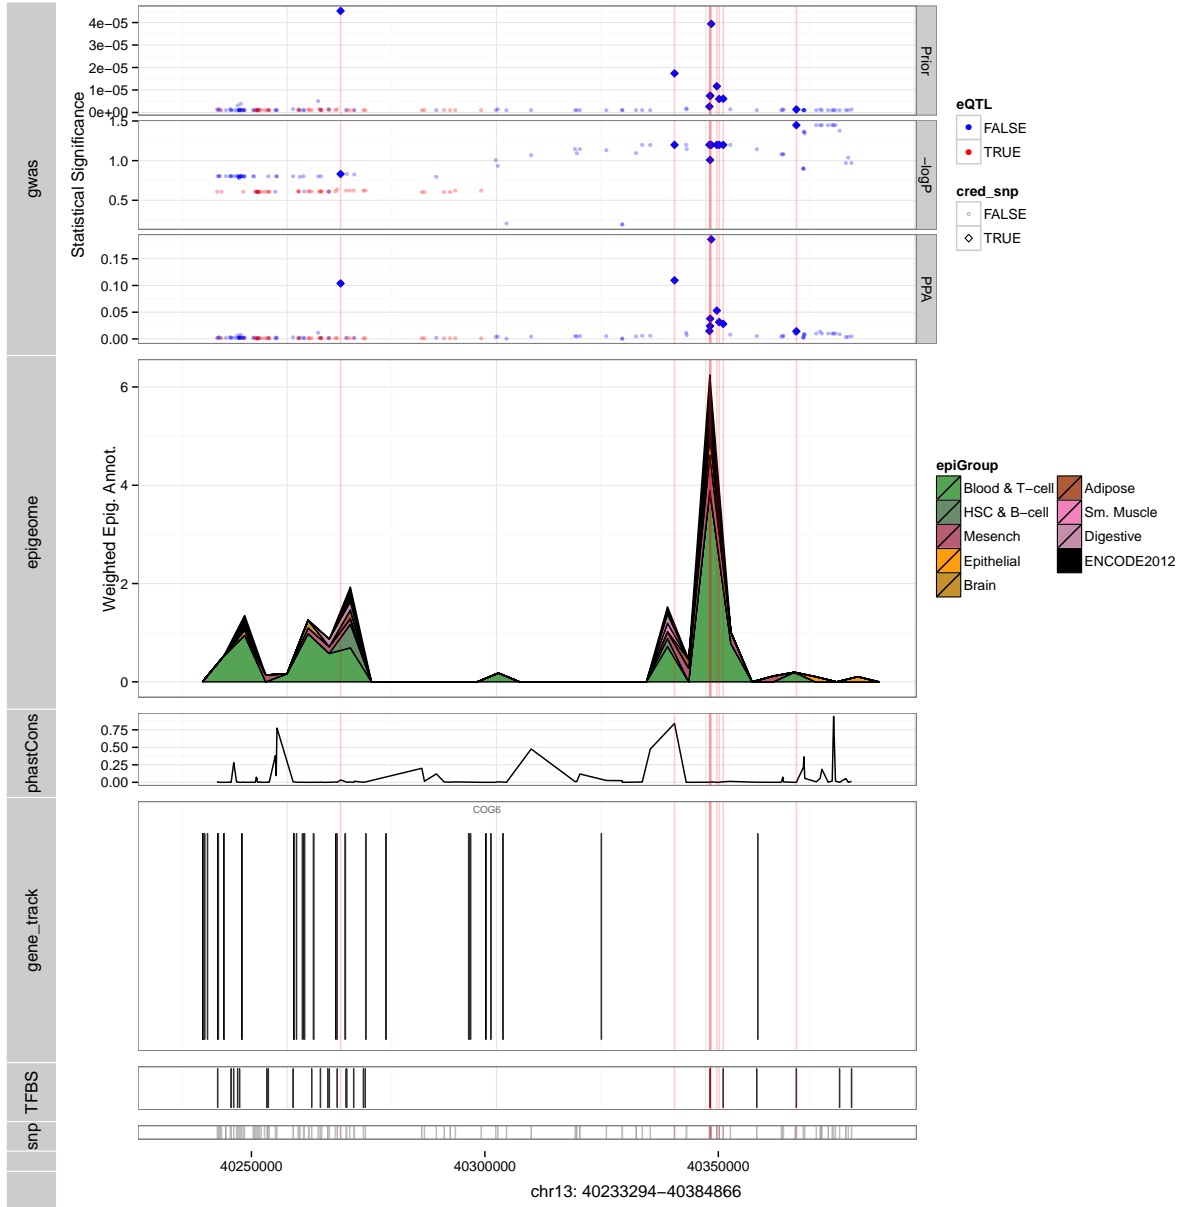 gwas
Statistical Significance
4e−05
3e−05
2e−05
1e−05
0e+00
Prior
1.5
1.0
0.5
−logP
0.15
0.10
0.05
0.00
PPA
eQTL
FALSE
TRUE
cred_snp
FALSE
TRUE
epigeome
Weighted Epig. Annot.
6
4
2
0
epiGroup
Blood & T−cell
HSC & B−cell
Mesench
Epithelial
Brain
Adipose
Sm. Muscle
Digestive
ENCODE2012
phastCons
0.75
0.50
0.25
0.00
gene_track
COG6
TFBS
snp
40250000 40300000 40350000
chr13: 40233294−40384866